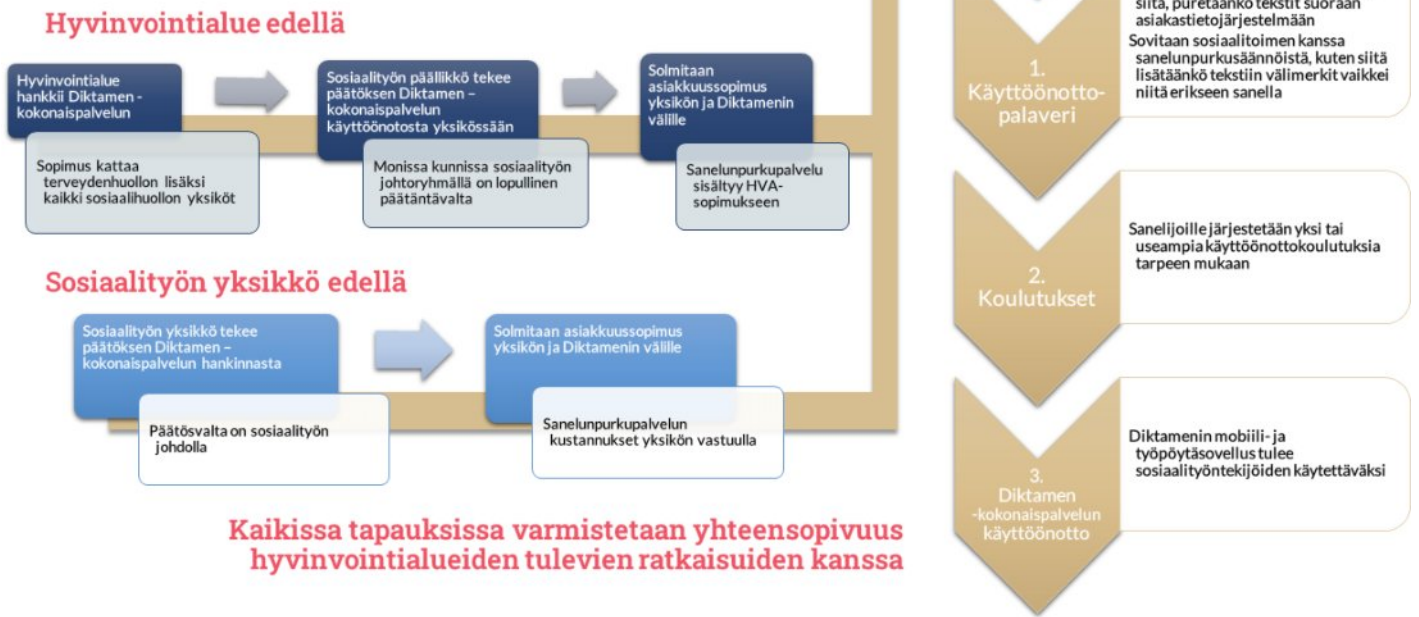 Hyvinvointialue edellä
Hyvinvointialue
hankkii Diktamen -
kokonaispalvelun
Sopimus kattaa
terveydenhuollon lisäksi
kaikki sosiaalihuollon yksiköt
Sosiaalityön päällikkö tekee
päätöksen Diktamen –
kokonaispalvelun
käyttöönotosta yksikössään
Monissa kunnissa sosiaalityön
johtoryhmällä on lopullinen
päätäntävalta
Solmitaan
asiakkuussopimus
yksikön ja Diktamenin
välille
Sanelunpurkupalvelu
sisältyy HVA-
sopimukseen
Sosiaalityön yksikkö edellä
Sosiaalityön yksikkö tekee
päätöksen Diktamen –
kokonaispalvelun hankinnasta
Päätösvalta on sosiaalityön
johdolla
Solmitaan asiakkuussopimus
yksikön ja Diktamenin välille
Sanelunpurkupalvelun
kustannukset yksikön vastuulla
Kaikissa tapauksissa varmistetaan yhteensopivuus
hyvinvointialueiden tulevien ratkaisuiden kanssa
1.
Käyttöönotto-
palaveri
siitä, puretaanko tekstit suoraan
asiakastietojärjestelmään
Sovitaan sosiaalitoimen kanssa
sanelunpurkusäännöistä, kuten siitä
lisätäänkö tekstiin välimerkit vaikkei
niitä erikseen sanella
2.
Koulutukset
Sanelijoille järjestetään yksi tai
useampia käyttöönottokoulutuksia
tarpeen mukaan
3.
Diktamen
-kokonaispalvelun
käyttöönotto
Diktamenin mobiili- ja
työpöytäsovellus tulee
sosiaalityöntekijöiden käytettäväksi